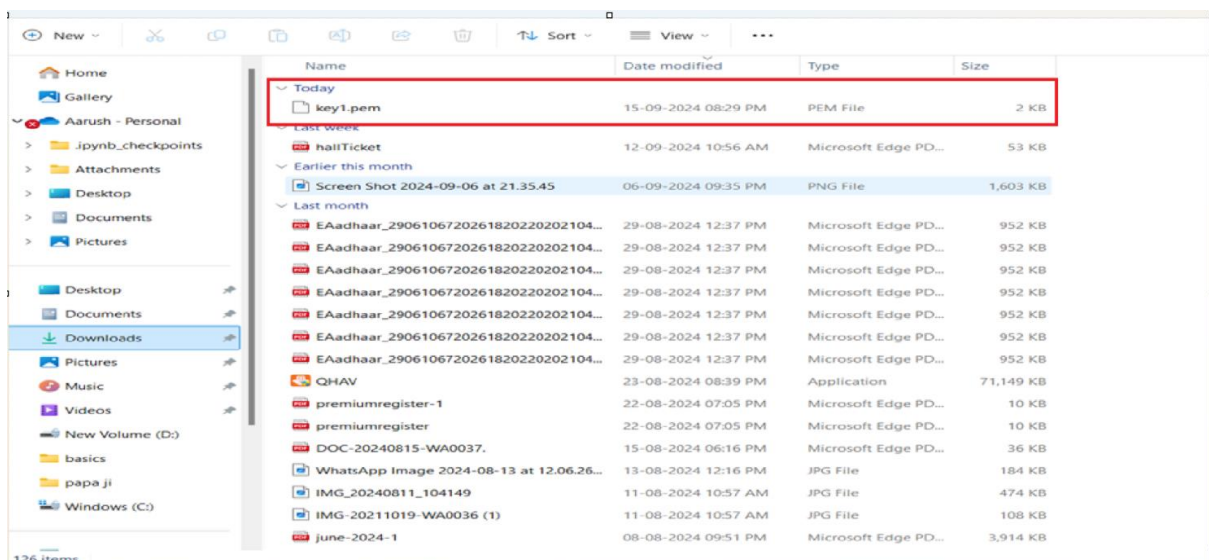 New Sort View ...
Name Date modified Type Size
Home
Gallery
Aarush - Personal
.ipynb_checkpoints
Attachments
Desktop
Documents
Pictures
Desktop
Documents
Downloads
Pictures
Music
Videos
New Volume (D:)
basics
papa ji
Windows (C:)
126 items
Today
key1.pem 15-09-2024 08:29 PM PEM File 2 KB
Last week
hallTicket 12-09-2024 10:56 AM Microsoft Edge PD... 53 KB
Earlier this month
Screen Shot 2024-09-06 at 21.35.45 06-09-2024 09:35 PM PNG File 1,603 KB
Last month
EAadhaar_2906106720261820220202104... 29-08-2024 12:37 PM Microsoft Edge PD... 952 KB
EAadhaar_2906106720261820220202104... 29-08-2024 12:37 PM Microsoft Edge PD... 952 KB
EAadhaar_2906106720261820220202104... 29-08-2024 12:37 PM Microsoft Edge PD... 952 KB
EAadhaar_2906106720261820220202104... 29-08-2024 12:37 PM Microsoft Edge PD... 952 KB
EAadhaar_2906106720261820220202104... 29-08-2024 12:37 PM Microsoft Edge PD... 952 KB
EAadhaar_2906106720261820220202104... 29-08-2024 12:37 PM Microsoft Edge PD... 952 KB
EAadhaar_2906106720261820220202104... 29-08-2024 12:37 PM Microsoft Edge PD... 952 KB
QHAV 23-08-2024 08:39 PM Application 71,149 KB
premiumregister-1 22-08-2024 07:05 PM Microsoft Edge PD... 10 KB
premiumregister 22-08-2024 07:05 PM Microsoft Edge PD... 10 KB
DOC-20240815-WA0037. 15-08-2024 06:16 PM Microsoft Edge PD... 36 KB
WhatsApp Image 2024-08-13 at 12.06.26... 13-08-2024 12:16 PM JPG File 184 KB
IMG_20240811_104149 11-08-2024 10:57 AM JPG File 474 KB
IMG-20211019-WA0036 (1) 11-08-2024 10:57 AM JPG File 108 KB
june-2024-1 08-08-2024 09:51 PM Microsoft Edge PD... 3,914 KB